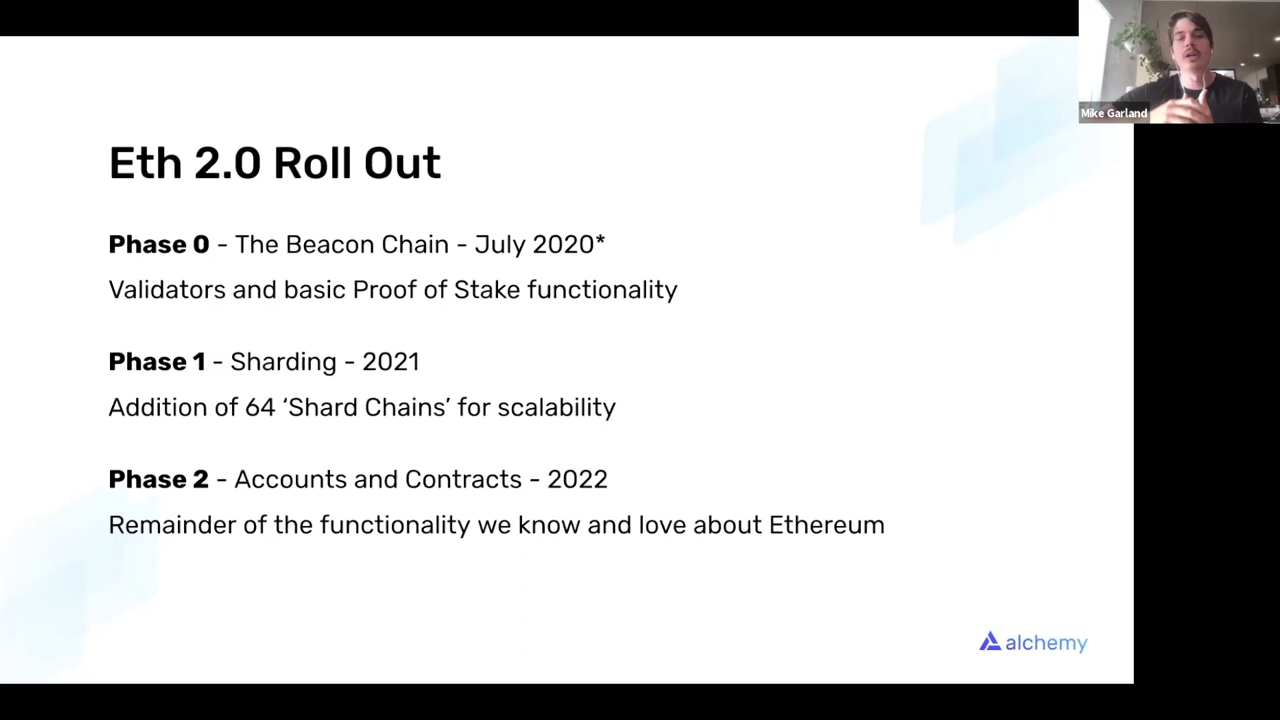 Mike Garland
Eth 2.0 Roll Out
Phase 0 - The Beacon Chain - July 2020*
Validators and basic Proof of Stake functionality
Phase 1 - Sharding - 2021
Addition of 64 ‘Shard Chains’ for scalability
Phase 2 - Accounts and Contracts - 2022
Remainder of the functionality we know and love about Ethereum
alchemy